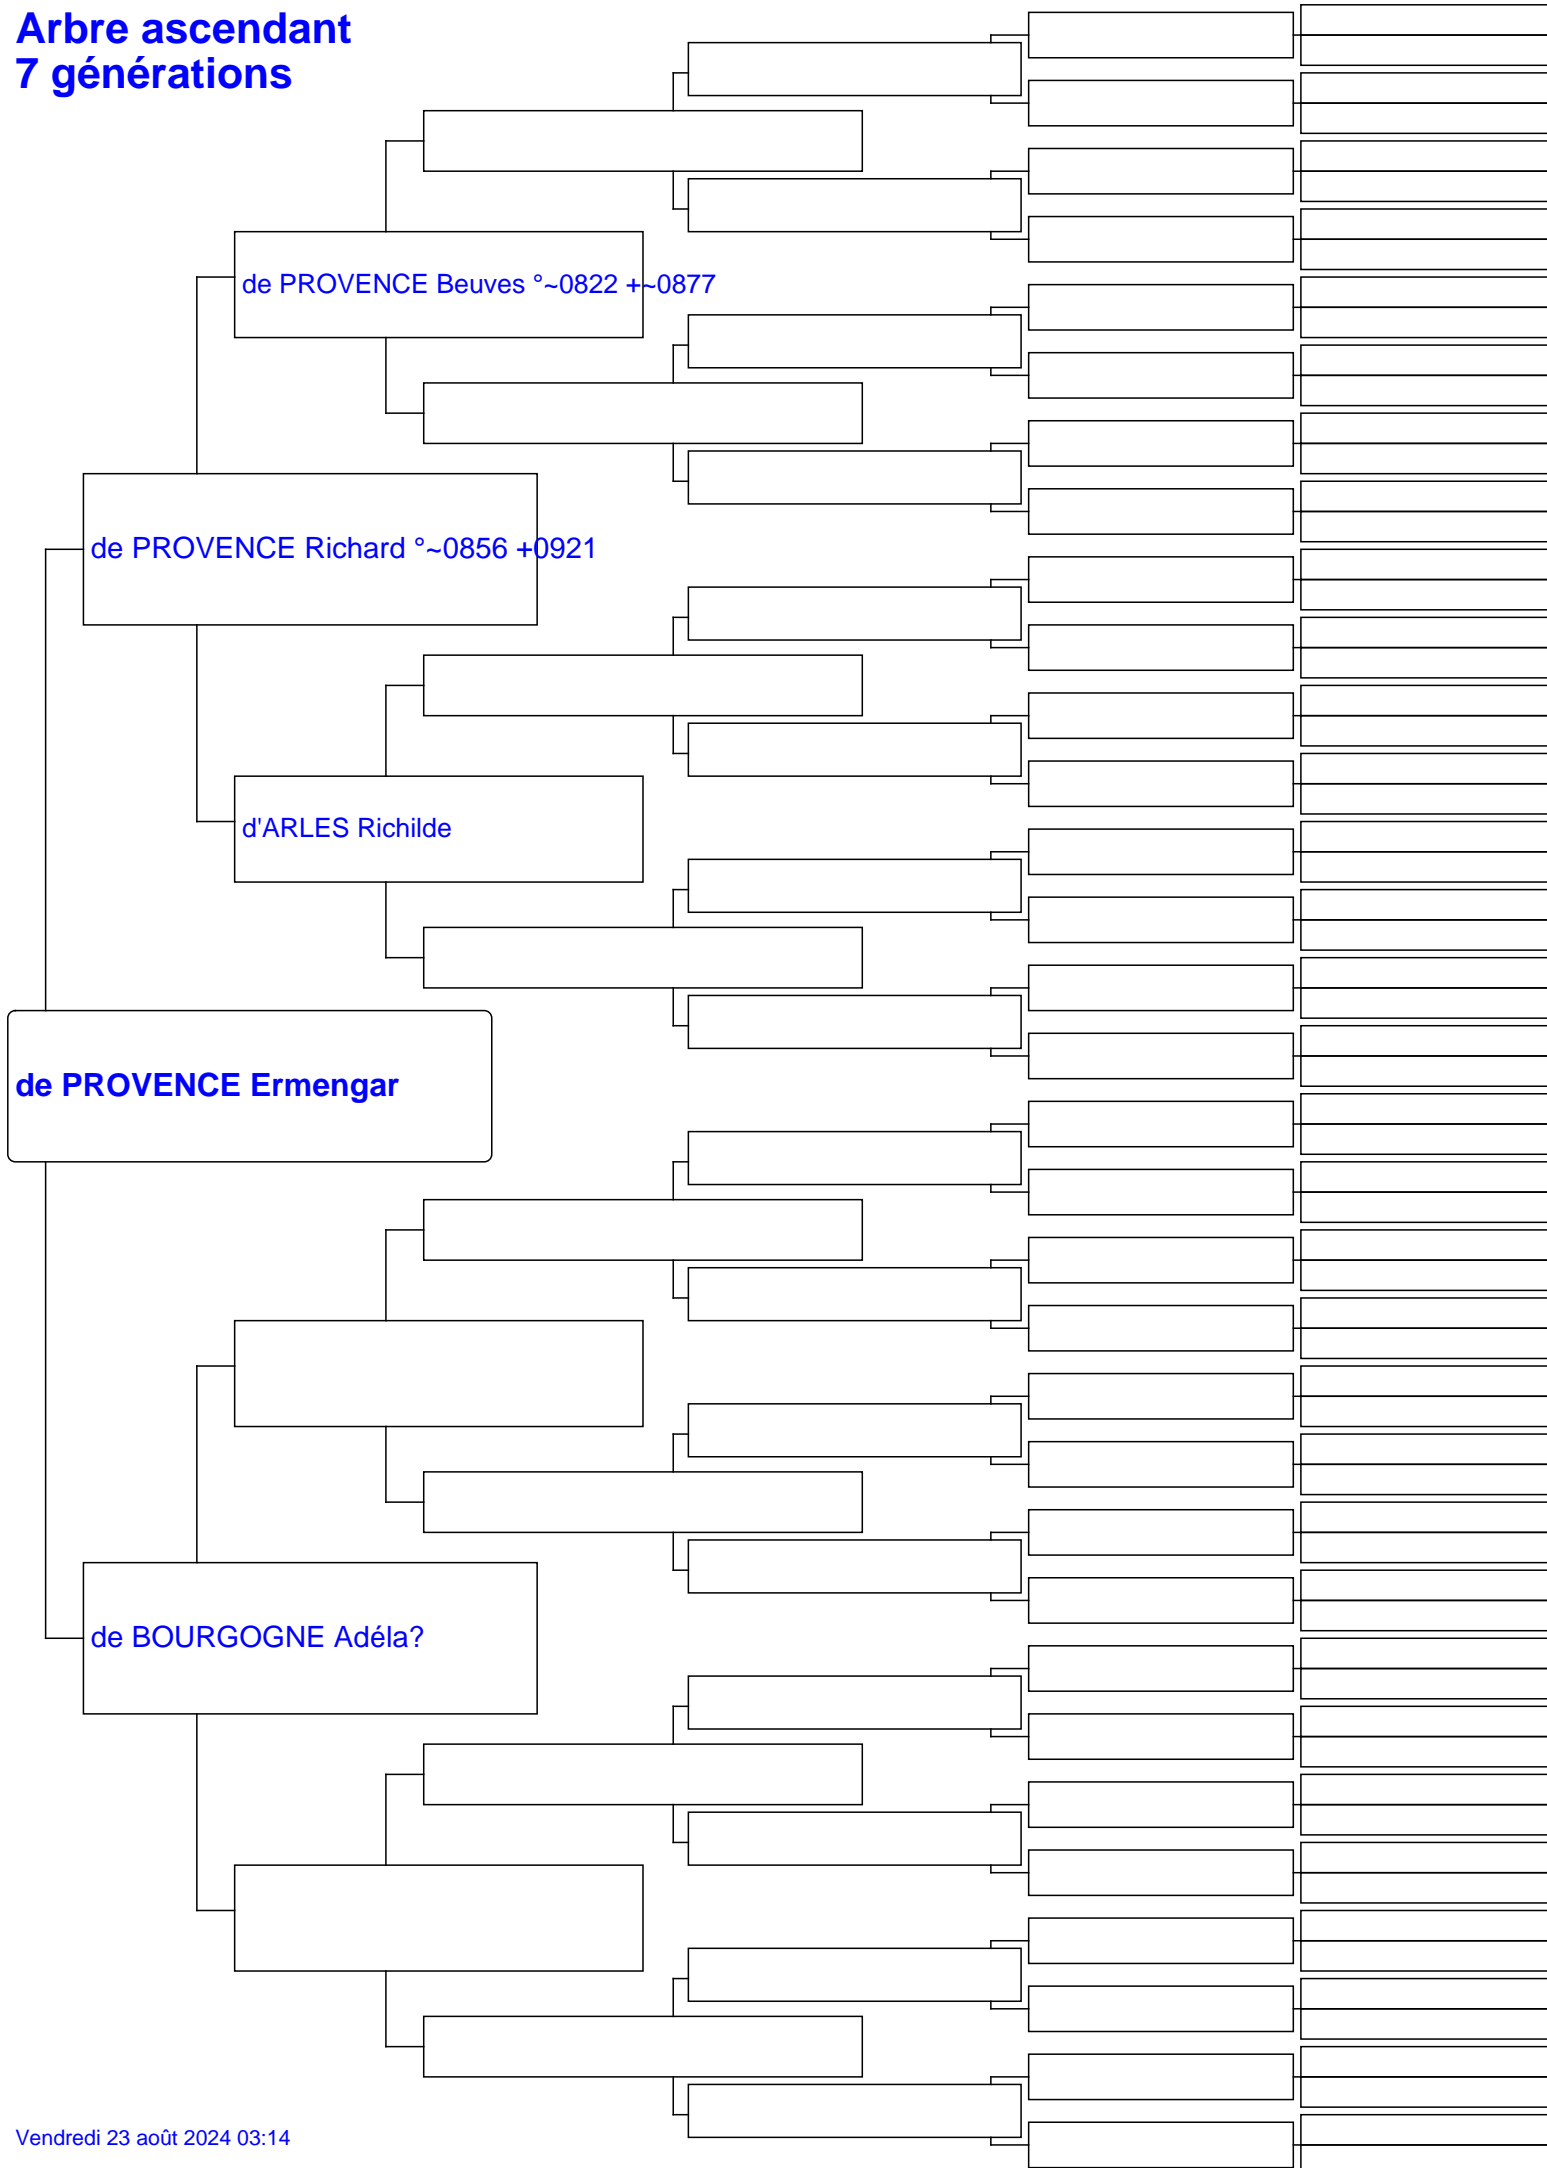 Arbre ascendant
7 générations
de PROVENCE Beuves °~0822 +~0877
de PROVENCE Richard °~0856 +0921
d'ARLES Richilde
de PROVENCE Ermengar
de BOURGOGNE Adéla?
Vendredi 23 août 2024 03:14